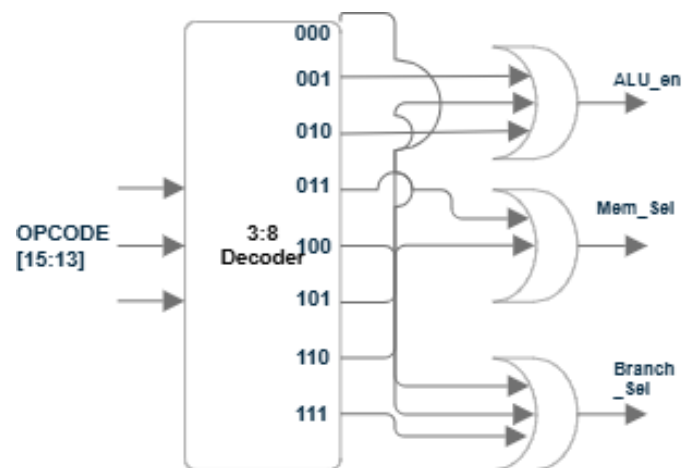 000
001
ALU_en
010
011
Mem_Sel
OPCODE
[15:13]
3:8
Decoder
100
101
110
Branch
_Sel
111